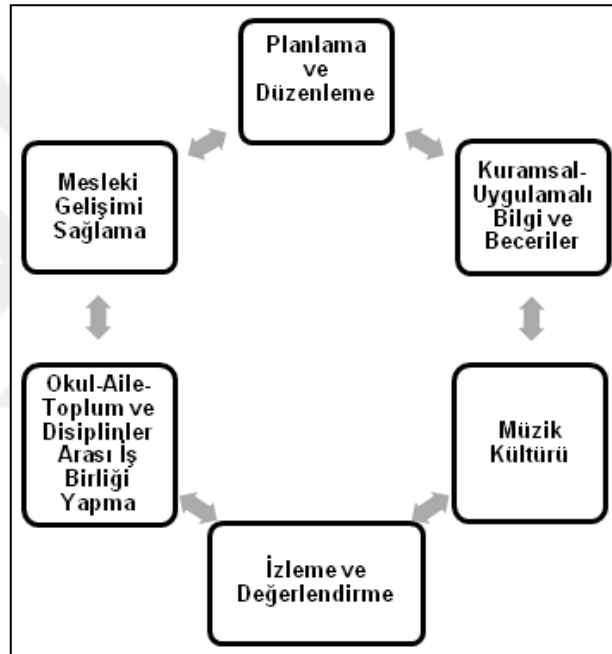 Planlama
ve
Düzenleme
Kuramsal-
Uygulamalı
Bilgi ve
Beceriler
Müzik
Kültürü
İzleme ve
Değerlendirme
Okul-Aile-
Toplum ve
Disiplinler
Arası İş
Birliği
Yapma
Mesleki
Gelişimi
Sağlama